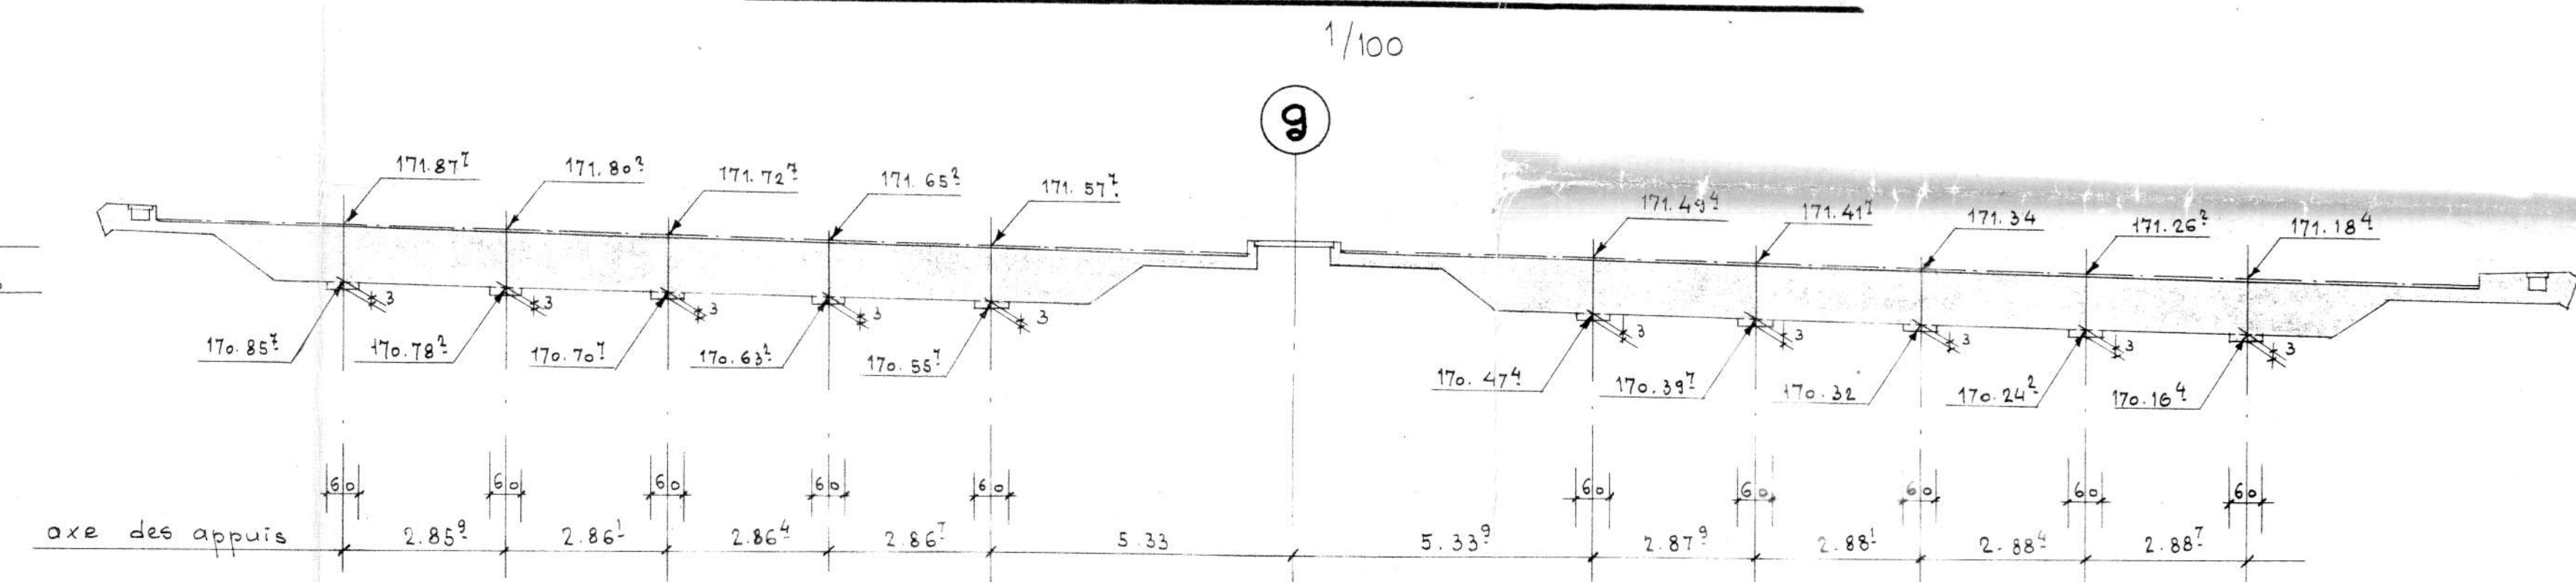 1/100
9
171.87⁷ 171.80² 171.72⁷ 171.65² 171.57⁷ 171.49⁴ 171.41⁷ 171.34 171.26² 171.18⁴
3 3 3 3 3 3 3 3 3 3
170.85⁷ 170.78² 170.70⁷ 170.63² 170.55⁷ 170.47⁴ 170.39⁷ 170.32 170.24² 170.16⁴
60 60 60 60 60 60 60 60 60 60
axe des appuis 2.85⁹ 2.86¹ 2.86⁴ 2.86⁷ 5.33 5.33⁹ 2.87⁹ 2.88¹ 2.88⁴ 2.88⁷